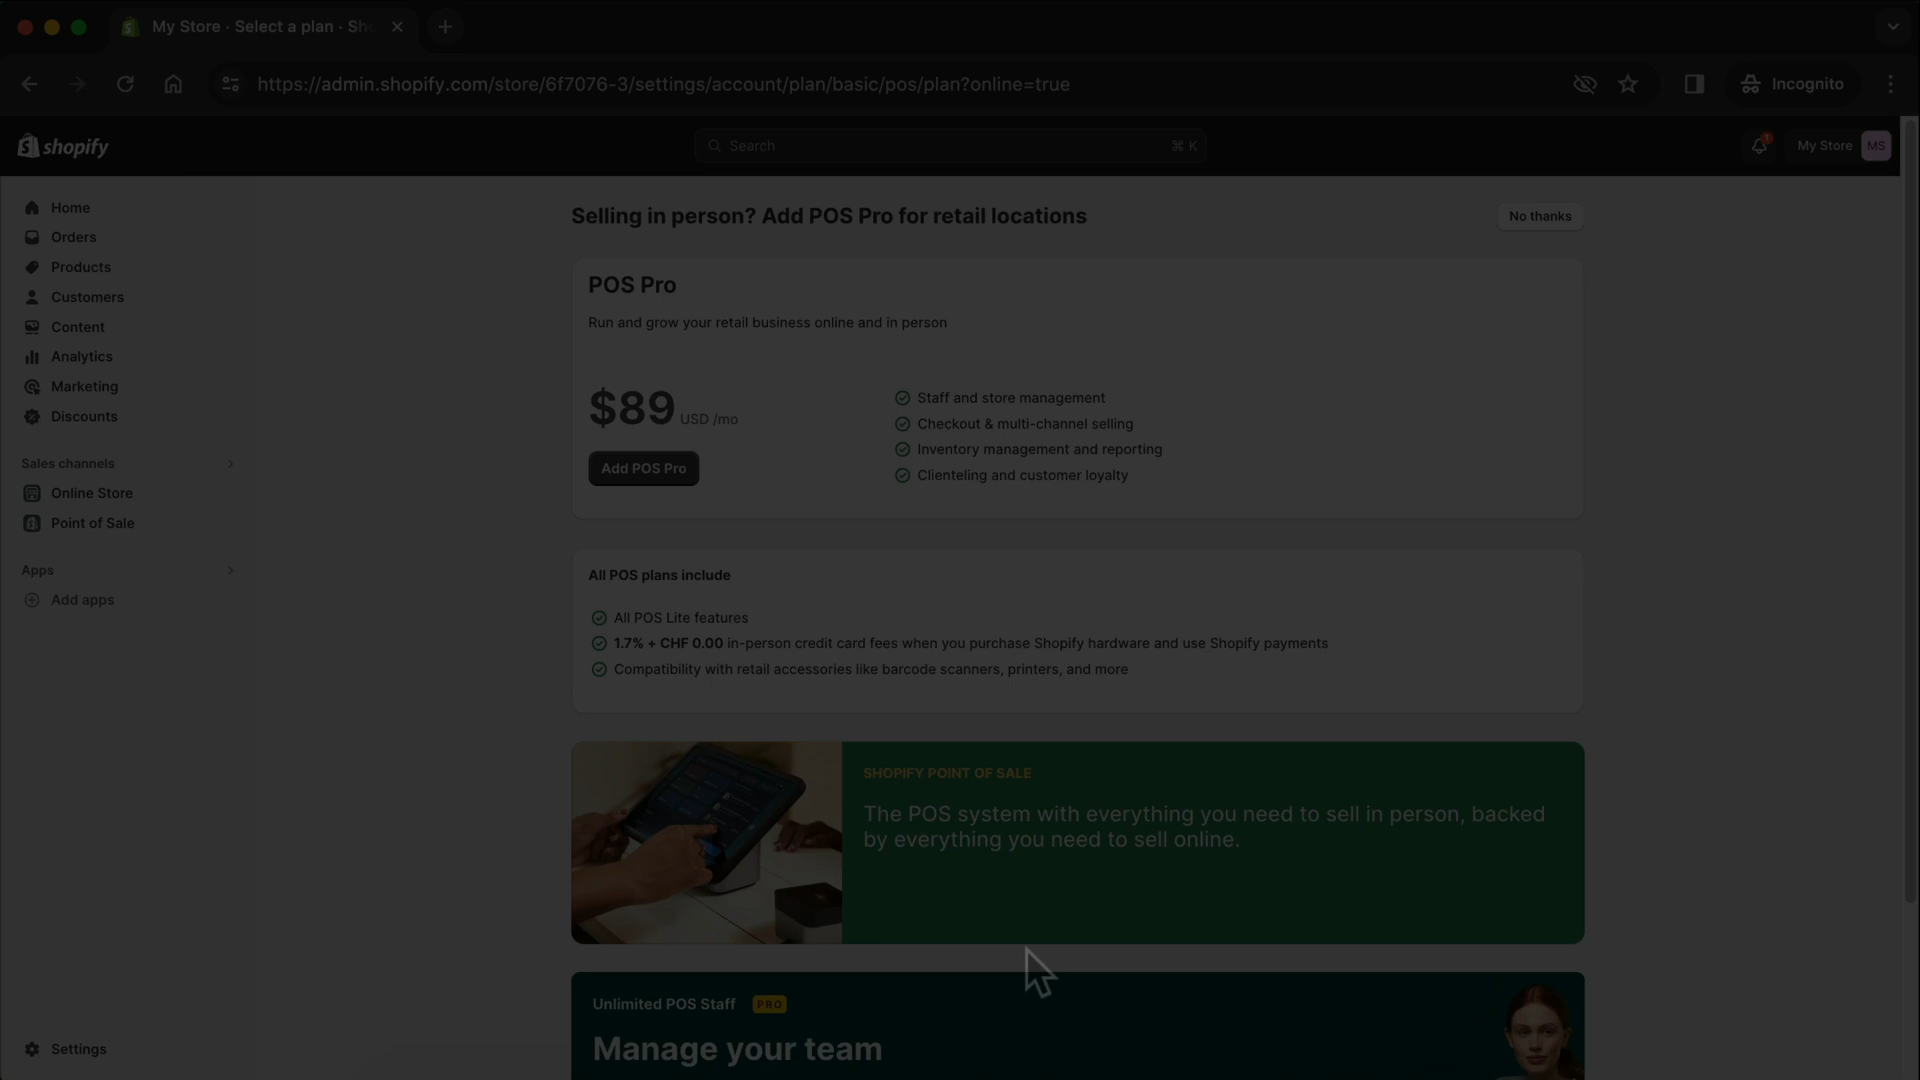 My Store · Select a plan · Sh
https://admin.shopify.com/store/6f7076-3/settings/account/plan/basic/pos/plan?online=true
Incognito
shopify
Search
⌘ K
1
My Store
MS
Home
Orders
Products
Customers
Content
Analytics
Marketing
Discounts
Sales channels
Online Store
Point of Sale
Apps
Add apps
Settings
Selling in person? Add POS Pro for retail locations
No thanks
POS Pro
Run and grow your retail business online and in person
$89 USD /mo
Add POS Pro
Staff and store management
Checkout & multi-channel selling
Inventory management and reporting
Clienteling and customer loyalty
All POS plans include
All POS Lite features
1.7% + CHF 0.00 in-person credit card fees when you purchase Shopify hardware and use Shopify payments
Compatibility with retail accessories like barcode scanners, printers, and more
SHOPIFY POINT OF SALE
The POS system with everything you need to sell in person, backed
by everything you need to sell online.
Unlimited POS Staff PRO
Manage your team